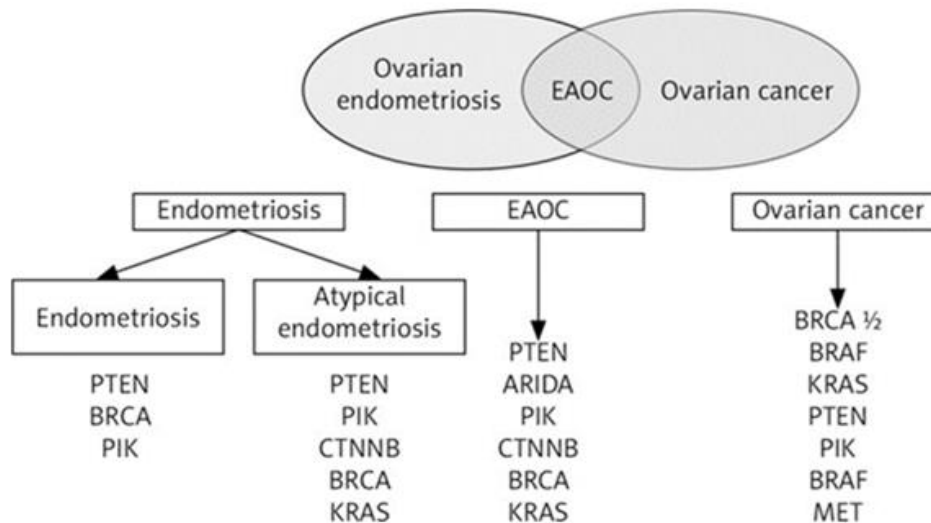 Ovarian
endometriosis
EAOC
Ovarian cancer
Endometriosis
EAOC
Ovarian cancer
Endometriosis
Atypical
endometriosis
PTEN
BRCA
PIK
PTEN
PIK
CTNNB
BRCA
KRAS
PTEN
ARIDA
PIK
CTNNB
BRCA
KRAS
BRCA ½
BRAF
KRAS
PTEN
PIK
BRAF
MET